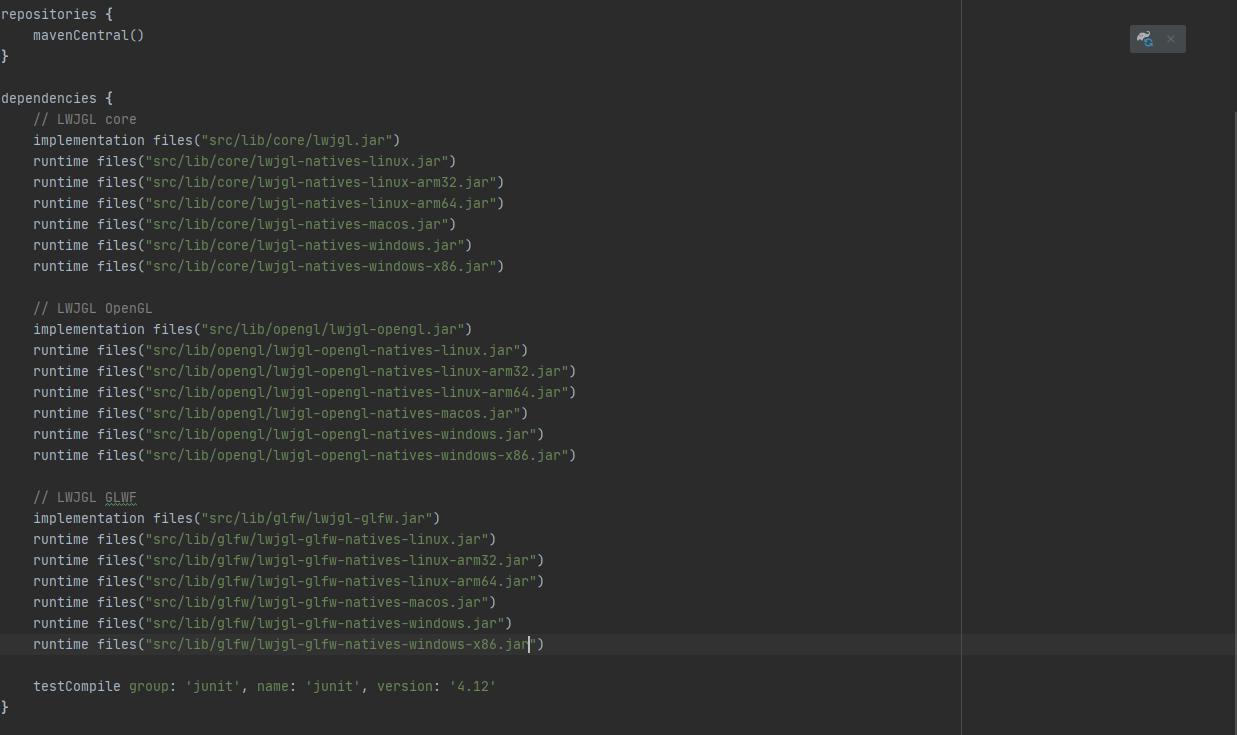 repositories {
    mavenCentral()
}
dependencies {
    // LWJGL core
    implementation files("src/lib/core/lwjgl.jar")
    runtime files("src/lib/core/lwjgl-natives-linux.jar")
    runtime files("src/lib/core/lwjgl-natives-linux-arm32.jar")
    runtime files("src/lib/core/lwjgl-natives-linux-arm64.jar")
    runtime files("src/lib/core/lwjgl-natives-macos.jar")
    runtime files("src/lib/core/lwjgl-natives-windows.jar")
    runtime files("src/lib/core/lwjgl-natives-windows-x86.jar")
    // LWJGL OpenGL
    implementation files("src/lib/opengl/lwjgl-opengl.jar")
    runtime files("src/lib/opengl/lwjgl-opengl-natives-linux.jar")
    runtime files("src/lib/opengl/lwjgl-opengl-natives-linux-arm32.jar")
    runtime files("src/lib/opengl/lwjgl-opengl-natives-linux-arm64.jar")
    runtime files("src/lib/opengl/lwjgl-opengl-natives-macos.jar")
    runtime files("src/lib/opengl/lwjgl-opengl-natives-windows.jar")
    runtime files("src/lib/opengl/lwjgl-opengl-natives-windows-x86.jar")
    // LWJGL GLWF
    implementation files("src/lib/glfw/lwjgl-glfw.jar")
    runtime files("src/lib/glfw/lwjgl-glfw-natives-linux.jar")
    runtime files("src/lib/glfw/lwjgl-glfw-natives-linux-arm32.jar")
    runtime files("src/lib/glfw/lwjgl-glfw-natives-linux-arm64.jar")
    runtime files("src/lib/glfw/lwjgl-glfw-natives-macos.jar")
    runtime files("src/lib/glfw/lwjgl-glfw-natives-windows.jar")
    runtime files("src/lib/glfw/lwjgl-glfw-natives-windows-x86.jar")
    testCompile group: 'junit', name: 'junit', version: '4.12'
}